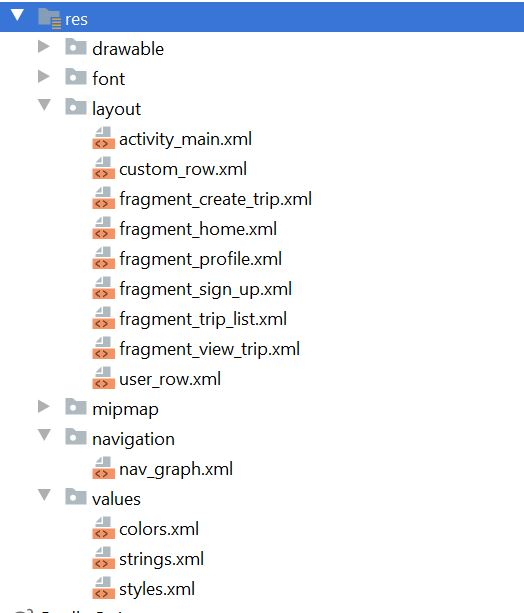 res
drawable
font
layout
activity_main.xml
custom_row.xml
fragment_create_trip.xml
fragment_home.xml
fragment_profile.xml
fragment_sign_up.xml
fragment_trip_list.xml
fragment_view_trip.xml
user_row.xml
mipmap
navigation
nav_graph.xml
values
colors.xml
strings.xml
styles.xml